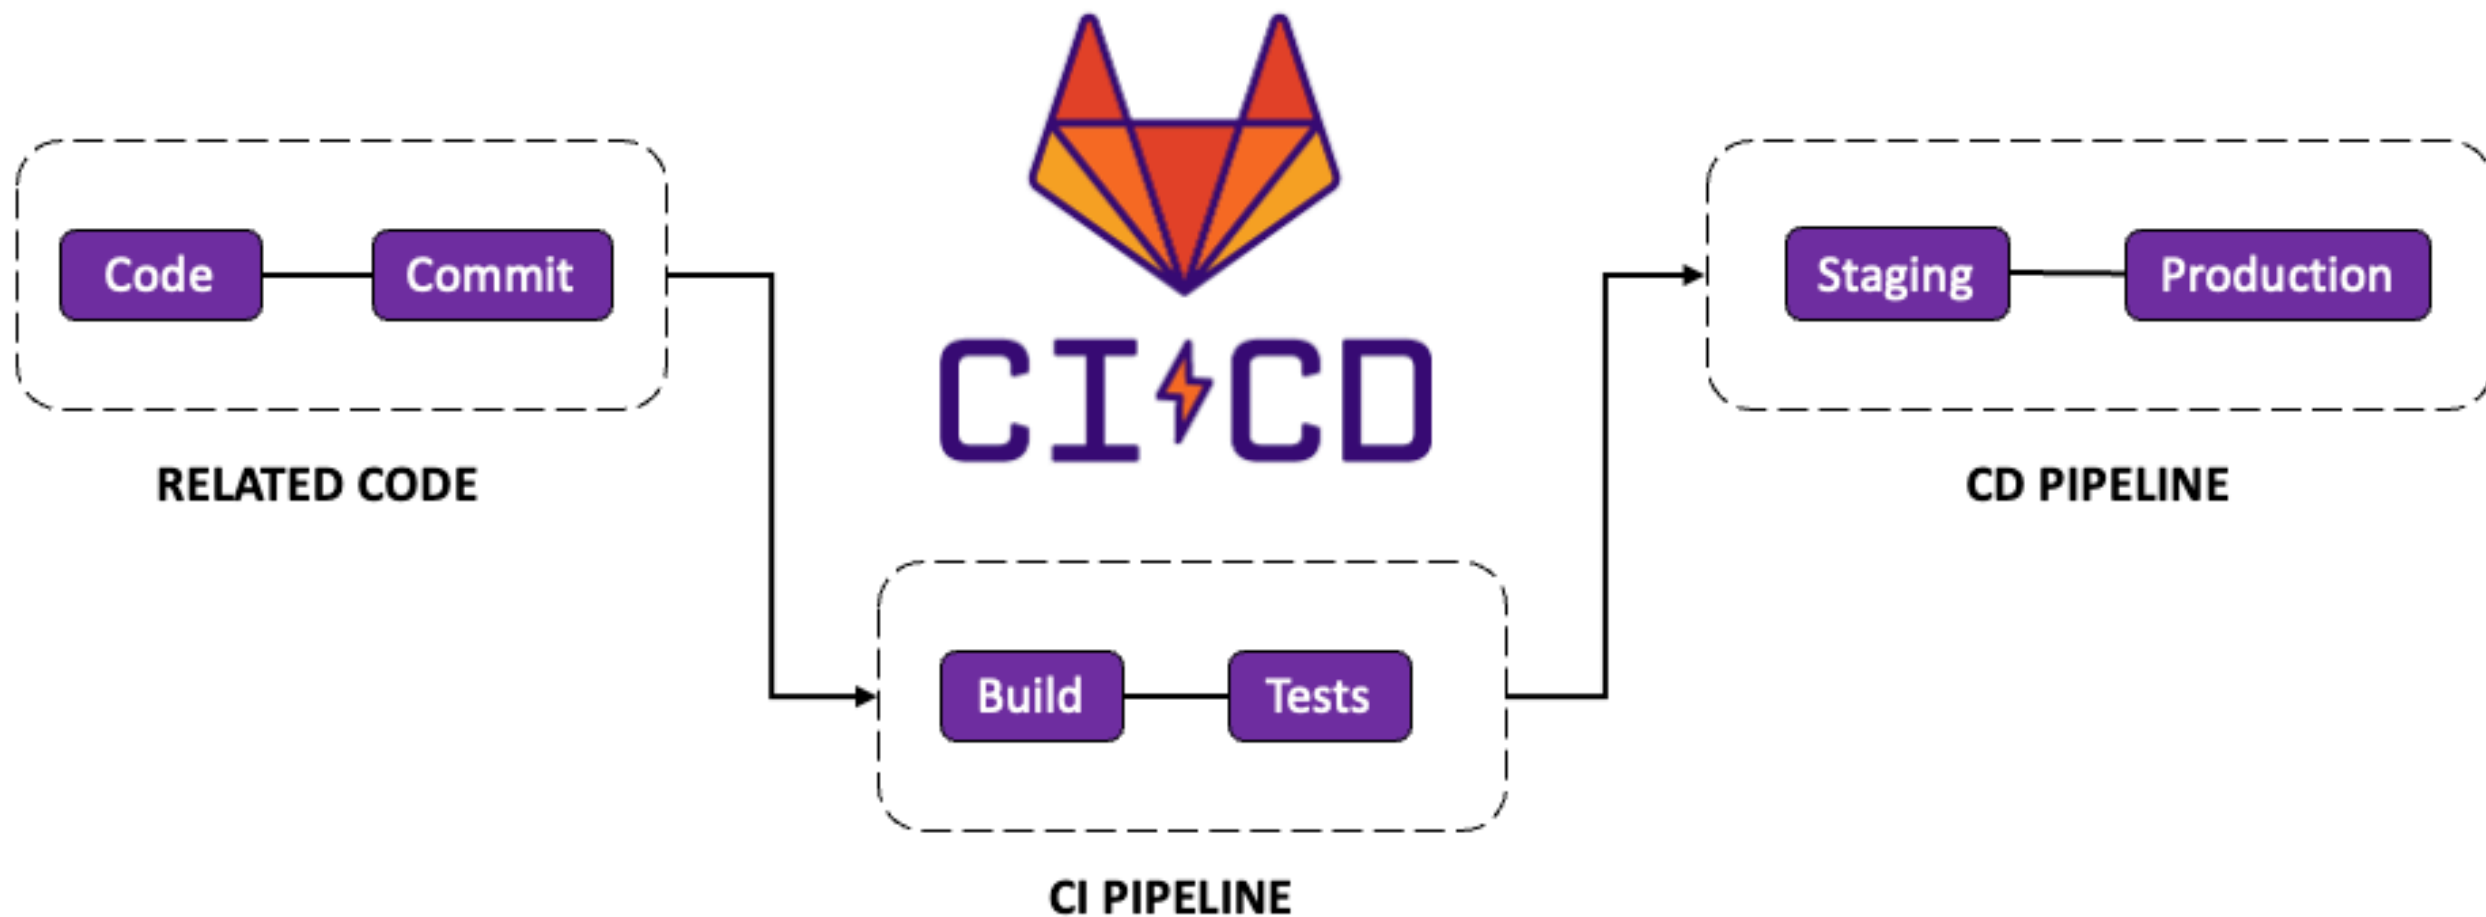 Code
Commit
RELATED CODE
CI CD
Build
Tests
CI PIPELINE
Staging
Production
CD PIPELINE